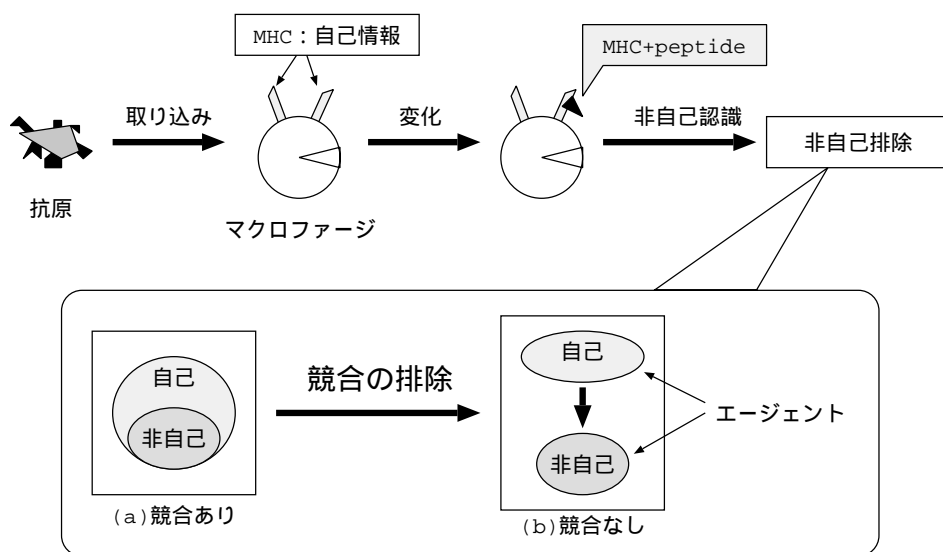 MHC：自己情報
MHC+peptide
取り込み
変化
非自己認識
非自己排除
抗原
マクロファージ
自己
非自己
競合の排除
自己
非自己
エージェント
(a)競合あり
(b)競合なし